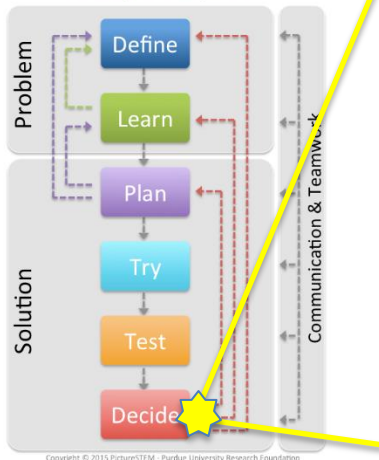 Problem
Define
Learn
Solution
Plan
Try
Test
Decide
Communication & Teamwork
Copyright © 2015 PictureSTEM - Purdue University Research Foundation